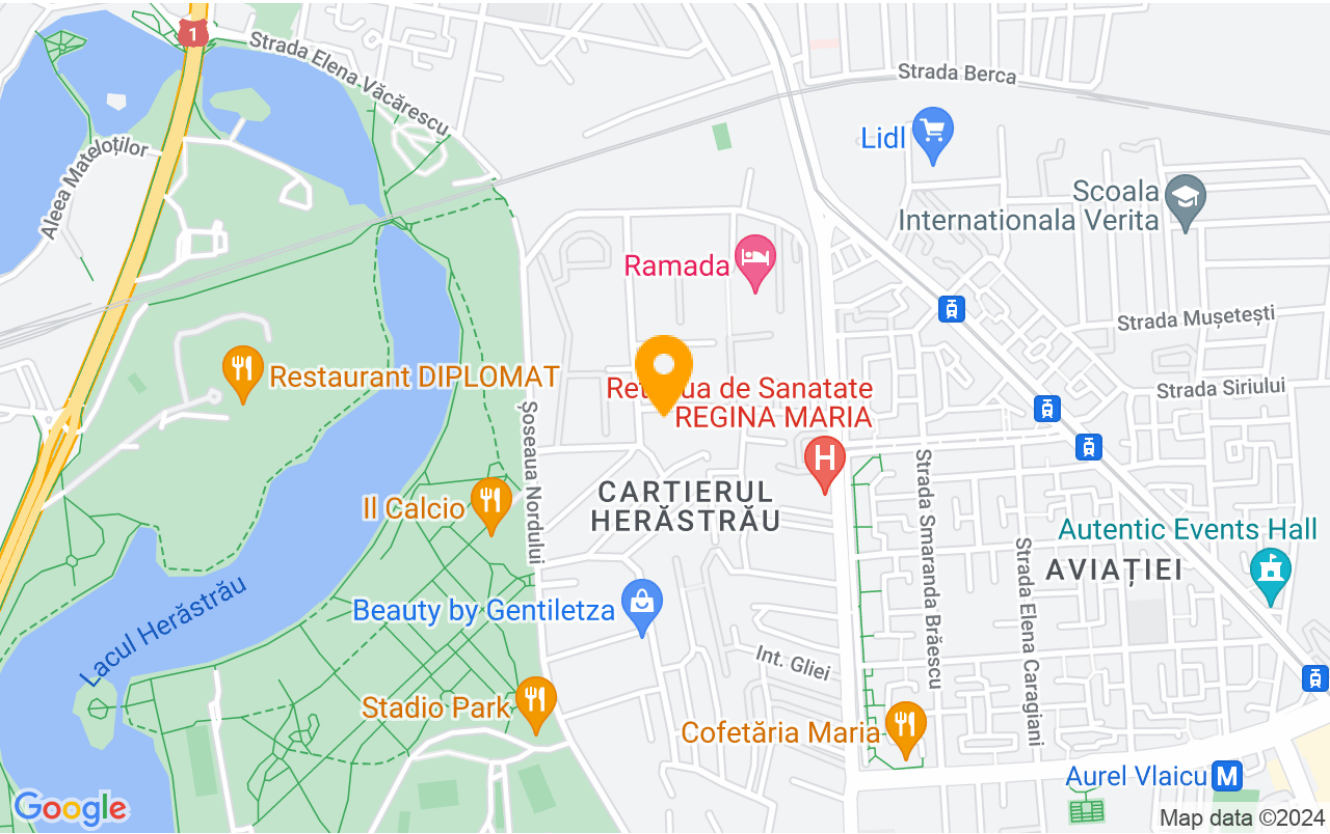 1
Strada Elena Văcărescu
Strada Berca
Lidl
Aleea Mateloților
Scoala
Internationala Verita
Ramada
Strada Mușetești
Restaurant DIPLOMAT
de Sanatate
REGINA MARIA
Strada Siriului
Șoseaua Nordului
H
Il Calcio
CARTIERUL
HERĂSTRĂU
Strada Smaranda Brăescu
Autentic Events Hall
Strada Elena Caragiani
AVIAȚIEI
Lacul Herăstrău
Beauty by Gentiletza
Int. Gliei
Stadio Park
Cofetăria Maria
Aurel Vlaicu M
Google
Map data ©2024